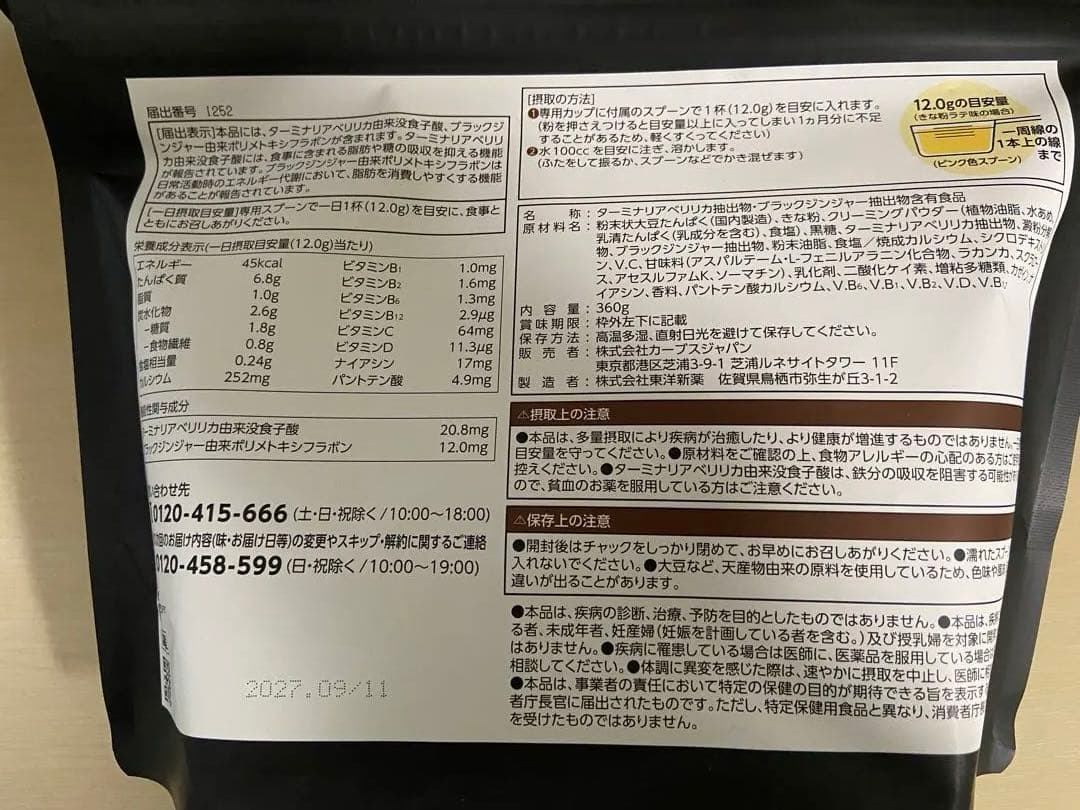 届出番号 I252
[届出表示]本品には、ターミナリアベリリカ由来没食子酸、ブラックジ
ンジャー由来ポリメトキシフラボンが含まれます。ターミナリアベリリ
カ由来没食子酸には、食事に含まれる脂肪や糖の吸収を抑える機能
が報告されています。ブラックジンジャー由来ポリメトキシフラボンは
日常活動時のエネルギー代謝において、脂肪を消費しやすくする機能
があることが報告されています。
[一日摂取目安量]専用スプーンで一日1杯(12.0g)を目安に、食事と
ともにお召しあがりください。
栄養成分表示(一日摂取目安量(12.0g)当たり)
エネルギー 45kcal ビタミンB1 1.0mg
たんぱく質 6.8g ビタミンB2 1.6mg
脂質 1.0g ビタミンB6 1.3mg
炭水化物 2.6g ビタミンB12 2.9μg
-糖質 1.8g ビタミンC 64mg
-食物繊維 0.8g ビタミンD 11.3μg
食塩相当量 0.24g ナイアシン 17mg
カルシウム 252mg パントテン酸 4.9mg
性関与成分
ターミナリアベリリカ由来没食子酸 20.8mg
ラックジンジャー由来ポリメトキシフラボン 12.0mg
い合わせ先
0120-415-666 (土・日・祝除く/10:00～18:00)
回のお届け内容(味・お届け日等)の変更やスキップ・解約に関するご連絡
0120-458-599 (日・祝除く/10:00～19:00)
2027.09/11
[摂取の方法]
❶専用カップに付属のスプーンで1杯(12.0g)を目安に入れます。
(粉を押さえつけると目安量以上に入ってしまい1ヵ月分に不足
することがあるため、軽くすくってください)
❷水100ccを目安に注ぎ、溶かします。
(ふたをして振るか、スプーンなどでかき混ぜます)
12.0gの目安量
(きな粉ラテ味の場合)
一周線の
1本上の線
まで
(ピンク色スプーン)
名 称:ターミナリアベリリカ抽出物・ブラックジンジャー抽出物含有食品
原材料名:粉末状大豆たんぱく(国内製造)、きな粉、クリーミングパウダー(植物油脂、水あめ、
乳清たんぱく(乳成分を含む)、食塩)、黒糖、ターミナリアベリリカ抽出物、澱粉分
物、ブラックジンジャー抽出物、粉末油脂、食塩/焼成カルシウム、シクロデキスト
ン、V.C、甘味料(アスパルテーム・L-フェニルアラニン化合物、ラカンカ、スクラロ
ス、アセスルファムK、ソーマチン)、乳化剤、二酸化ケイ素、増粘多糖類、カゼイン
イアシン、香料、パントテン酸カルシウム、V.B6、V.B1、V.B2、V.D、V.B12
内容量:360g
賞味期限:枠外左下に記載
保存方法:高温多湿、直射日光を避けて保存してください。
販売者:株式会社カーブスジャパン
東京都港区芝浦3-9-1 芝浦ルネサイトタワー 11F
製造者:株式会社東洋新薬 佐賀県鳥栖市弥生が丘3-1-2
⚠摂取上の注意
●本品は、多量摂取により疾病が治癒したり、より健康が増進するものではありません。一
目安量を守ってください。●原材料をご確認の上、食物アレルギーの心配のある方はご
控えください。●ターミナリアベリリカ由来没食子酸は、鉄分の吸収を阻害する可能性が
ので、貧血のお薬を服用している方はご注意ください。
⚠保存上の注意
●開封後はチャックをしっかり閉めて、お早めにお召しあがりください。●濡れたスプー
入れないでください。●大豆など、天産物由来の原料を使用しているため、色味や風味
違いが出ることがあります。
●本品は、疾病の診断、治療、予防を目的としたものではありません。●本品は、疾
る者、未成年者、妊産婦(妊娠を計画している者を含む。)及び授乳婦を対象に開
はありません。●疾病に罹患している場合は医師に、医薬品を服用している場合
相談してください。●体調に異変を感じた際は、速やかに摂取を中止し、医師に
●本品は、事業者の責任において特定の保健の目的が期待できる旨を表示す
者庁長官に届出されたものです。ただし、特定保健用食品と異なり、消費者庁長
を受けたものではありません。